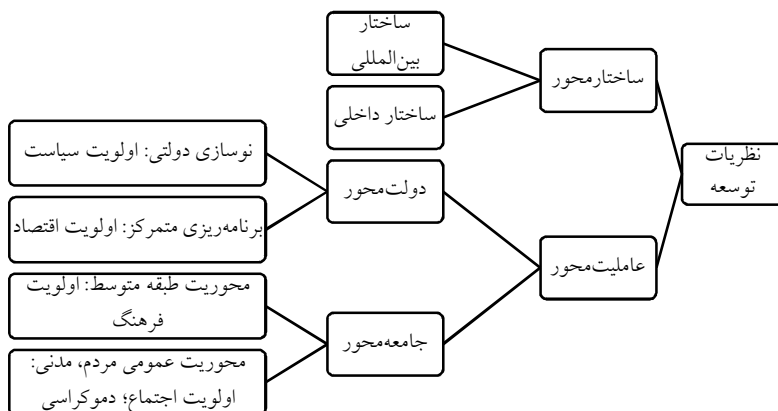 نظریات
توسعه
ساختارمحور
ساختار
بین‌المللی
ساختار داخلی
عاملیت‌محور
دولت‌محور
نوسازی دولتی: اولویت سیاست
برنامه‌ریزی متمرکز: اولویت اقتصاد
جامعه‌محور
محوریت طبقه متوسط: اولویت
فرهنگ
محوریت عمومی مردم، مدنی:
اولویت اجتماع؛ دموکراسی